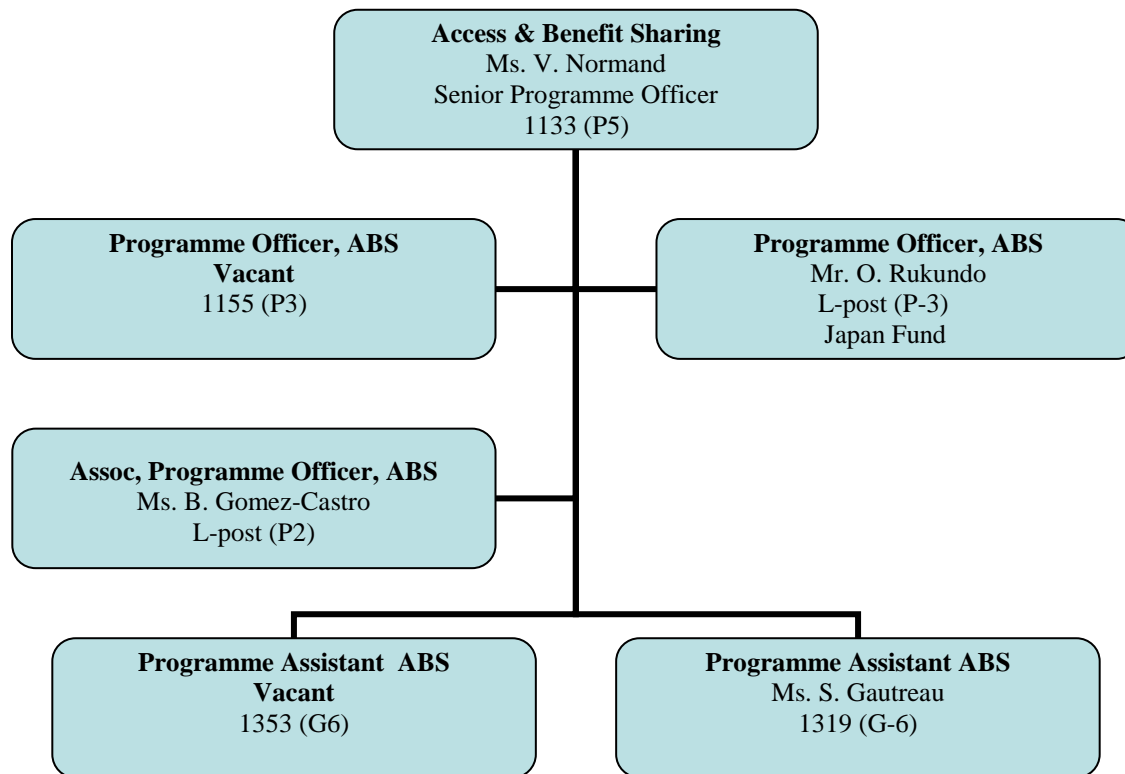 Access & Benefit Sharing
Ms. V. Normand
Senior Programme Officer
1133 (P5)
Programme Officer, ABS
Vacant
1155 (P3)
Programme Officer, ABS
Mr. O. Rukundo
L-post (P-3)
Japan Fund
Assoc, Programme Officer, ABS
Ms. B. Gomez-Castro
L-post (P2)
Programme Assistant  ABS
Vacant
1353 (G6)
Programme Assistant ABS
Ms. S. Gautreau
1319 (G-6)